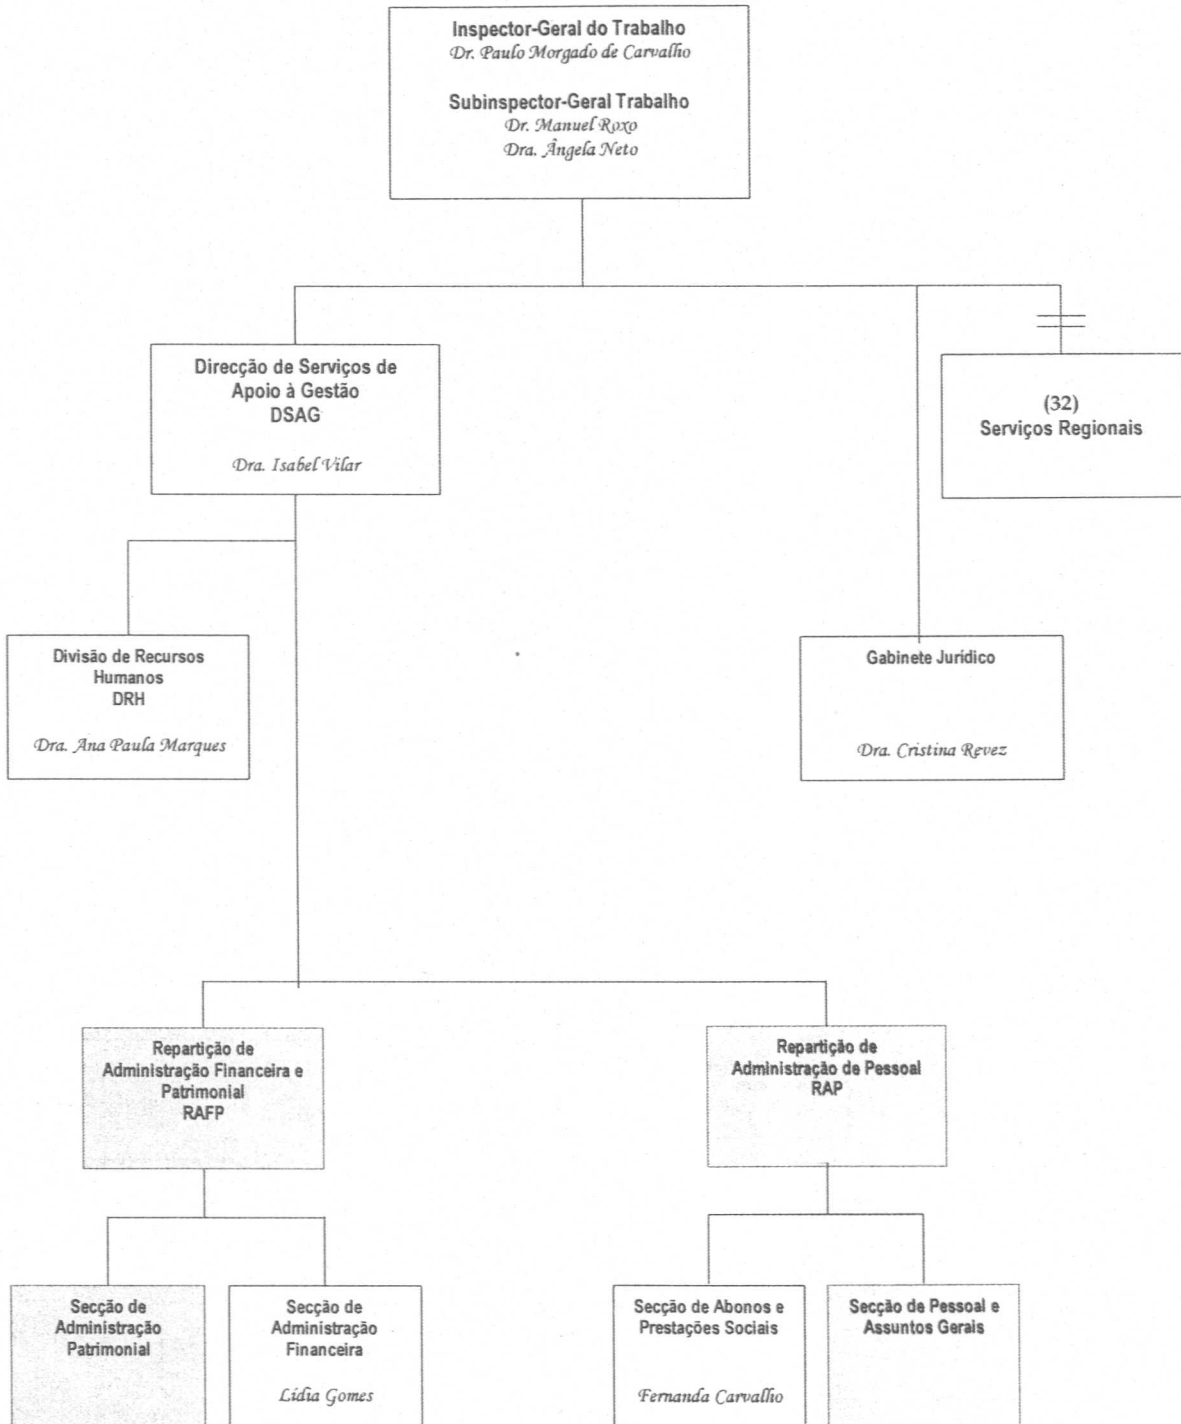 Inspector-Geral do Trabalho
Dr. Paulo Morgado de Carvalho
Subinspector-Geral Trabalho
Dr. Manuel Roxo
Dra. Ângela Neto
Direcção de Serviços de
Apoio à Gestão
DSAG
Dra. Isabel Vilar
(32)
Serviços Regionais
Divisão de Recursos
Humanos
DRH
Dra. Ana Paula Marques
Gabinete Jurídico
Dra. Cristina Revez
Repartição de
Administração Financeira e
Patrimonial
RAFP
Repartição de
Administração de Pessoal
RAP
Secção de
Administração
Patrimonial
Secção de
Administração
Financeira
Lídia Gomes
Secção de Abonos e
Prestações Sociais
Fernanda Carvalho
Secção de Pessoal e
Assuntos Gerais